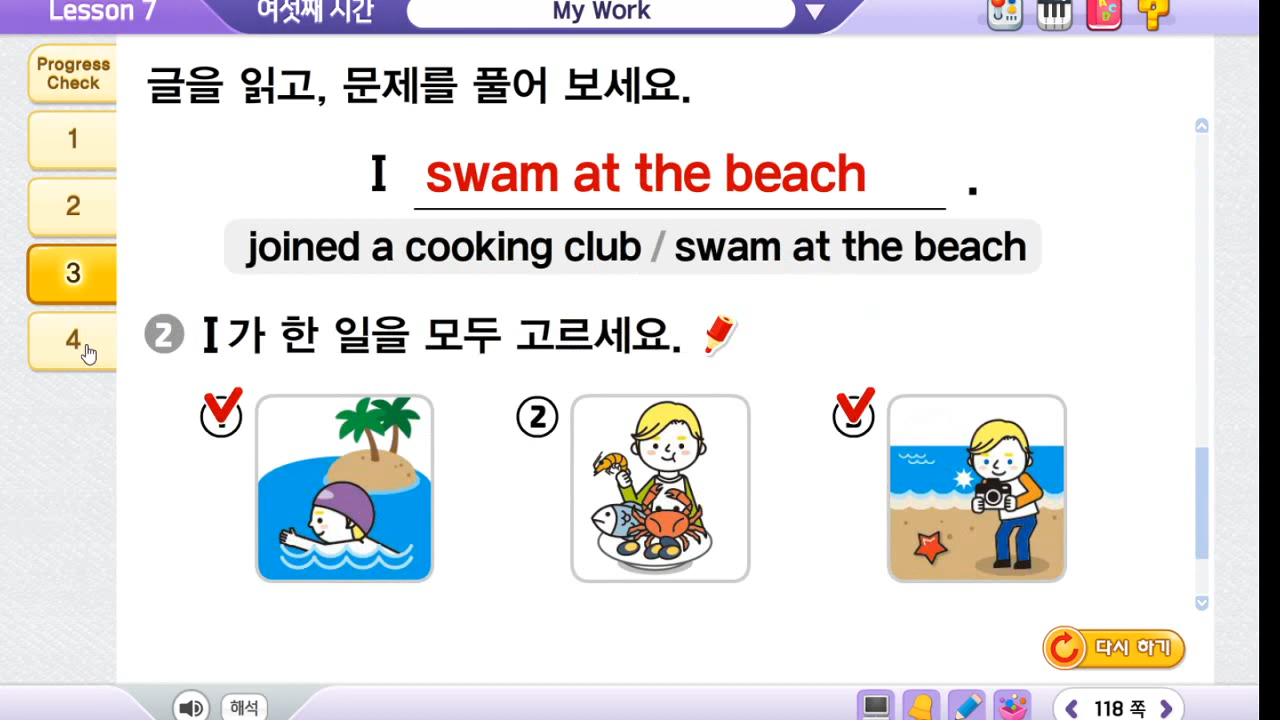 Lesson 7 여섯째 시간 My Work
Progress
Check
1
2
3
4
글을 읽고, 문제를 풀어 보세요.
I swam at the beach .
joined a cooking club / swam at the beach
2 I가 한 일을 모두 고르세요.
2
다시 하기
해석
118 쪽